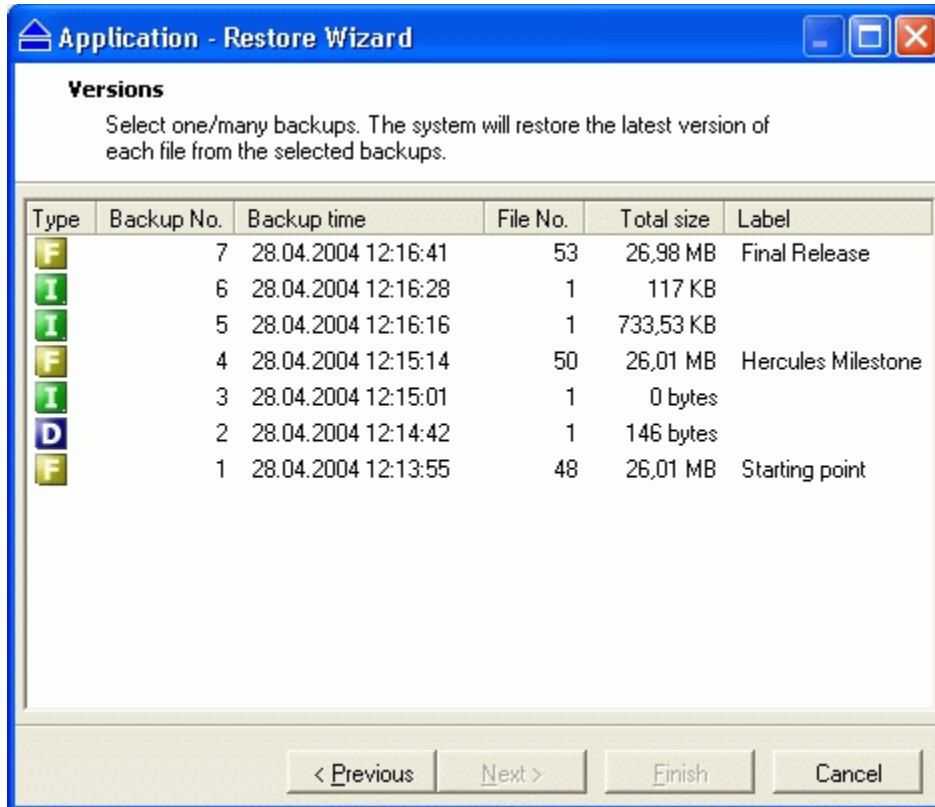 Application - Restore Wizard
Versions
Select one/many backups. The system will restore the latest version of
each file from the selected backups.
Type Backup No. Backup time File No. Total size Label
F 7 28.04.2004 12:16:41 53 26,98 MB Final Release
I 6 28.04.2004 12:16:28 1 117 KB
I 5 28.04.2004 12:16:16 1 733,53 KB
F 4 28.04.2004 12:15:14 50 26,01 MB Hercules Milestone
I 3 28.04.2004 12:15:01 1 0 bytes
D 2 28.04.2004 12:14:42 1 146 bytes
F 1 28.04.2004 12:13:55 48 26,01 MB Starting point
< Previous Next > Finish Cancel